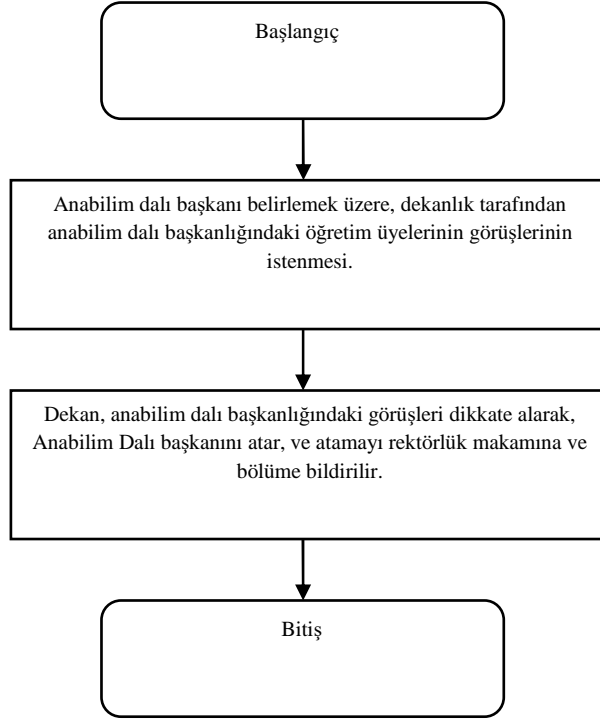 Başlangıç
Anabilim dalı başkanı belirlemek üzere, dekanlık tarafından
anabilim dalı başkanlığındaki öğretim üyelerinin görüşlerinin
istenmesi.
Dekan, anabilim dalı başkanlığındaki görüşleri dikkate alarak,
Anabilim Dalı başkanını atar, ve atamayı rektörlük makamına ve
bölüme bildirilir.
Bitiş